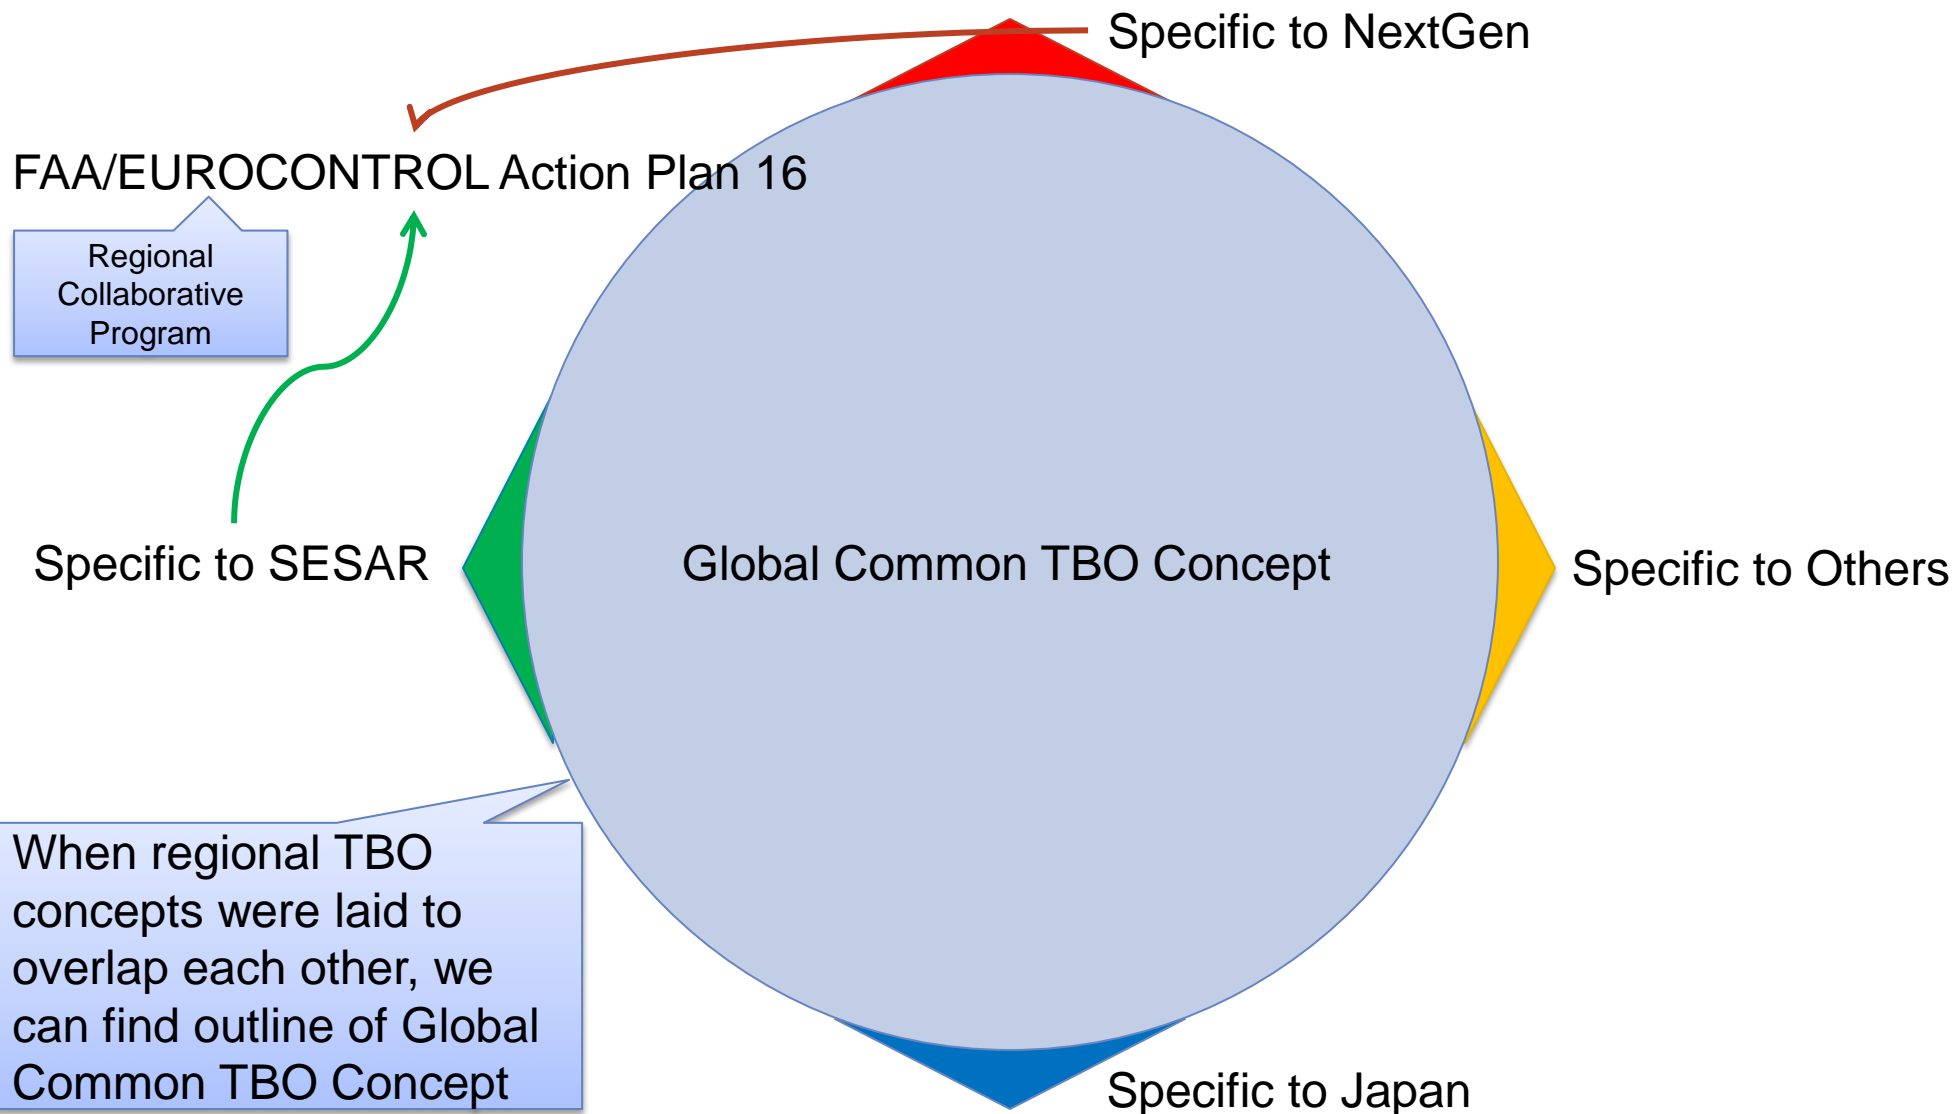 Specific to NextGen
FAA/EUROCONTROL Action Plan 16
Regional
Collaborative
Program
Specific to SESAR
Global Common TBO Concept
Specific to Others
When regional TBO
concepts were laid to
overlap each other, we
can find outline of Global
Common TBO Concept
Specific to Japan